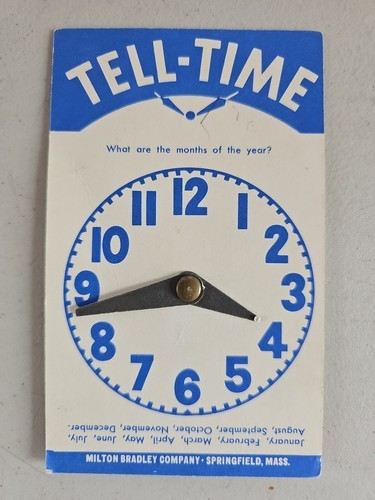 TELL-TIME
What are the months of the year?
12
11
1
10
2
9
3
8
4
7
5
6
January, February, March, April, May, June, July,
August, September, October, November, December.
MILTON BRADLEY COMPANY • SPRINGFIELD, MASS.